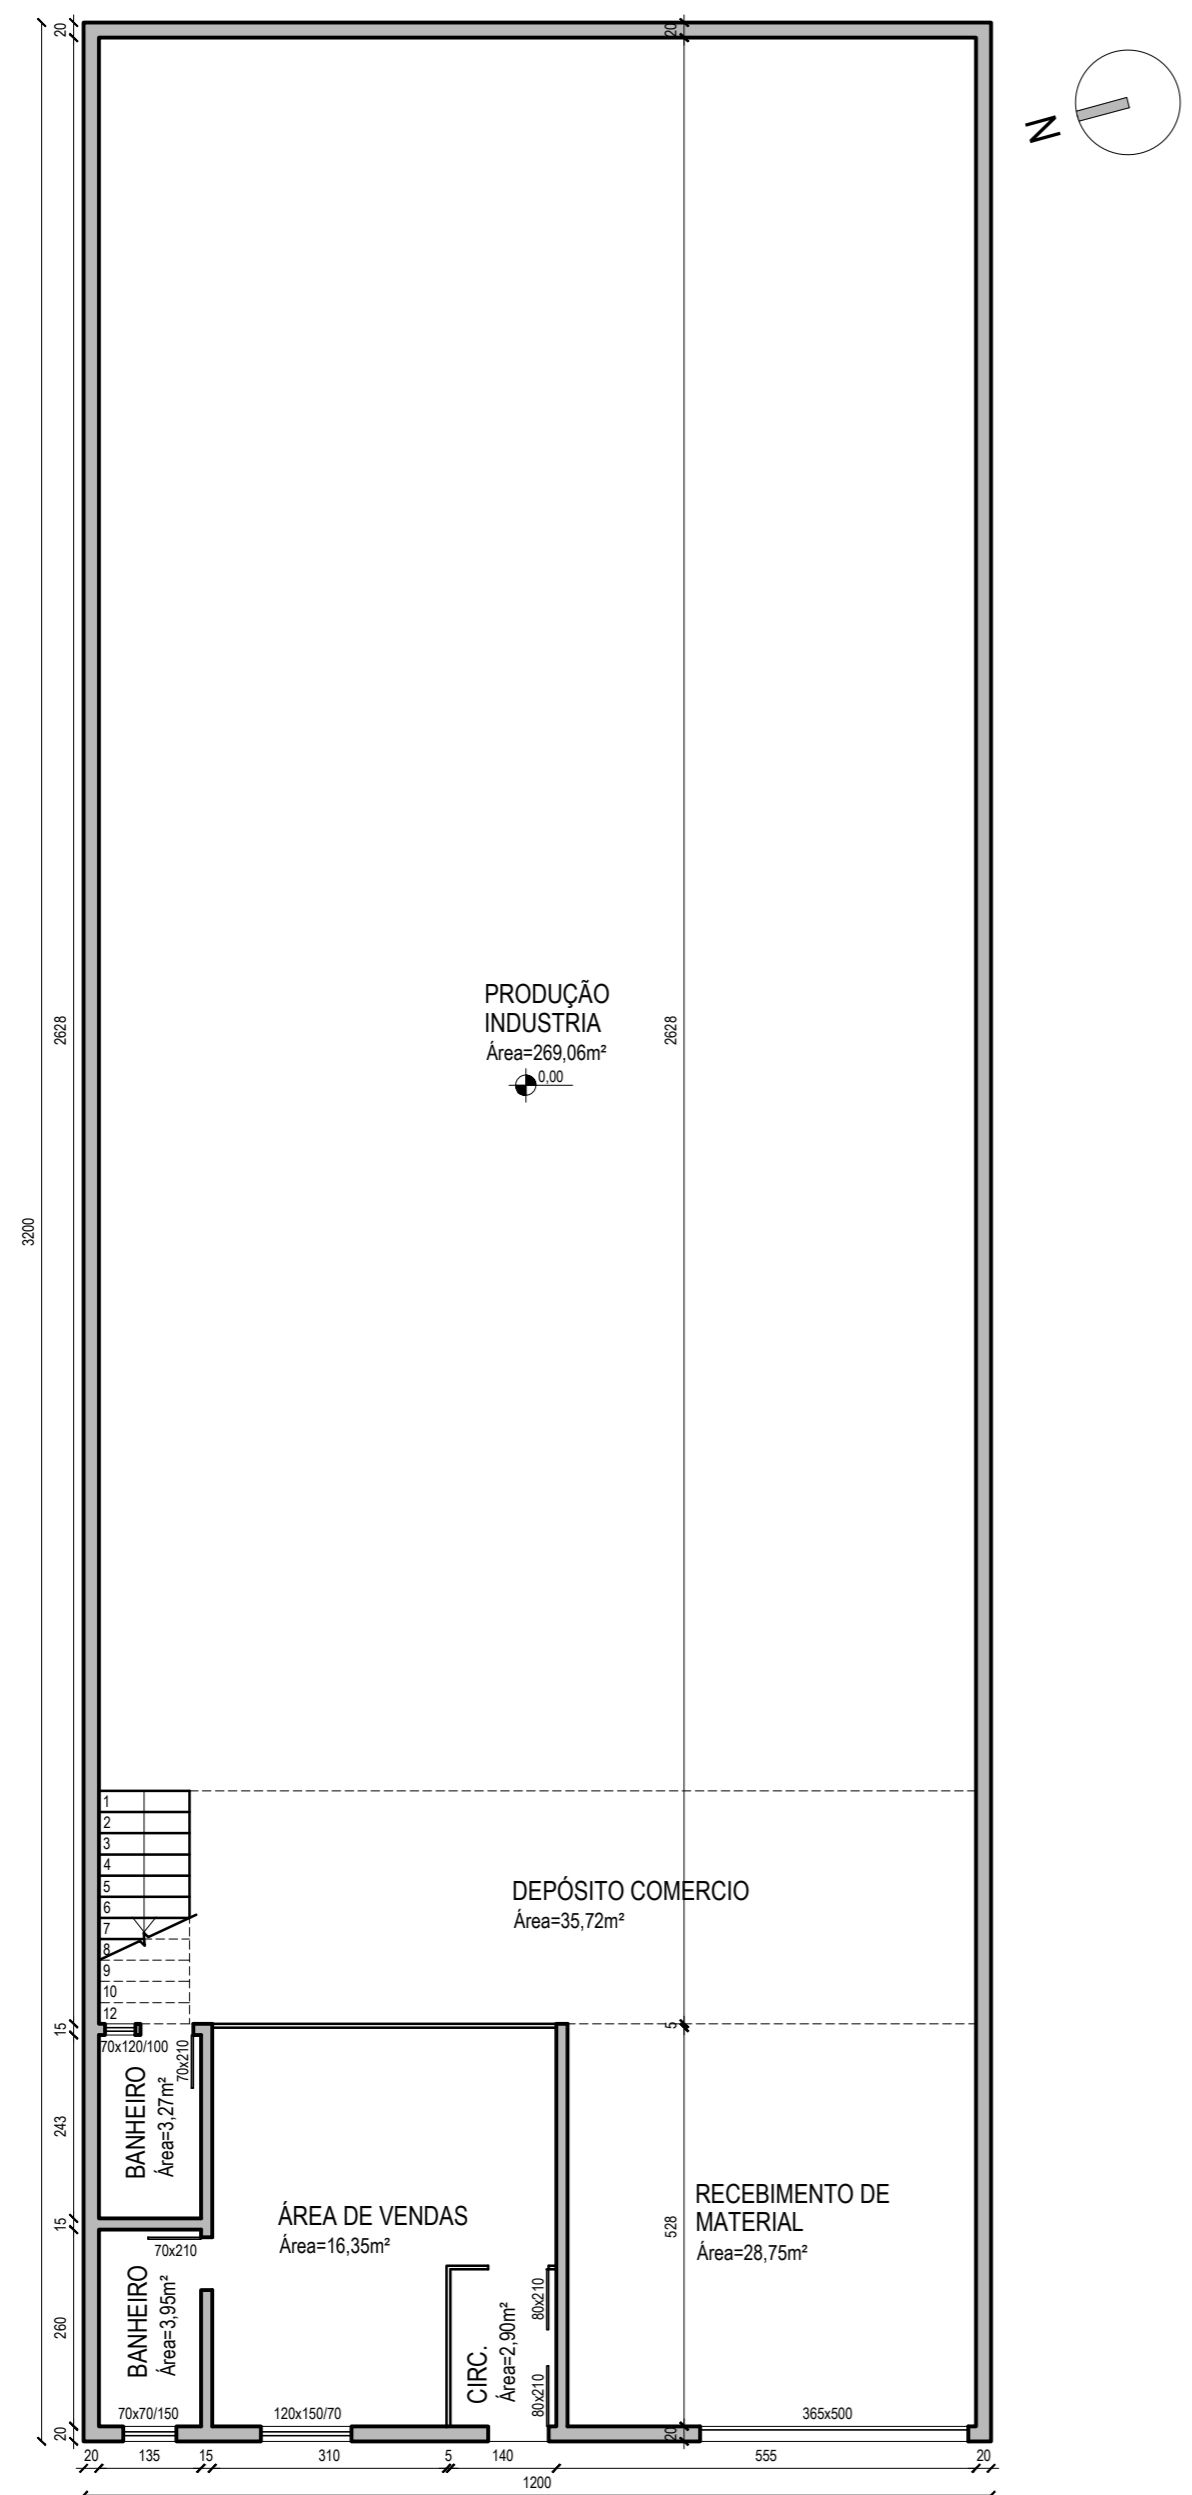 20
20
N
PRODUÇÃO
INDUSTRIA
Área=269,06m²
0,00
2628
2628
3200
1
2
3
4
5
6
7
8
9
10
12
DEPÓSITO COMERCIO
Área=35,72m²
15
5
70x120/100
70x210
BANHEIRO
Área=3,27m²
243
15
ÁREA DE VENDAS
Área=16,35m²
RECEBIMENTO DE
MATERIAL
Área=28,75m²
528
70x210
BANHEIRO
Área=3,95m²
260
CIRC.
Área=2,90m²
80x210
80x210
70x70/150
120x150/70
365x500
20
20
20
135
15
310
5
140
555
20
1200